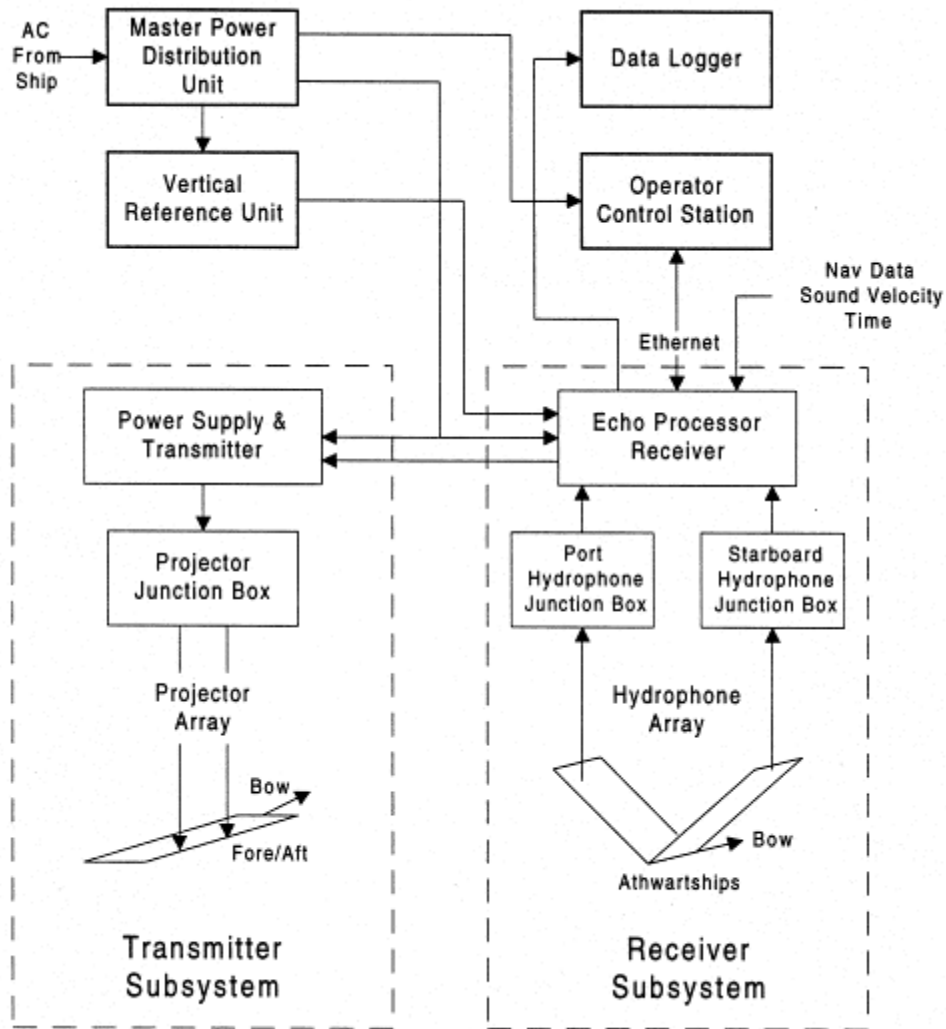 AC
From
Ship
Master Power
Distribution
Unit
Data Logger
Vertical
Reference Unit
Operator
Control Station
Nav Data
Sound Velocity
Time
Ethernet
Power Supply &
Transmitter
Echo Processor
Receiver
Projector
Junction Box
Port
Hydrophone
Junction Box
Starboard
Hydrophone
Junction Box
Projector
Array
Hydrophone
Array
Bow
Fore/Aft
Bow
Athwartships
Transmitter
Subsystem
Receiver
Subsystem